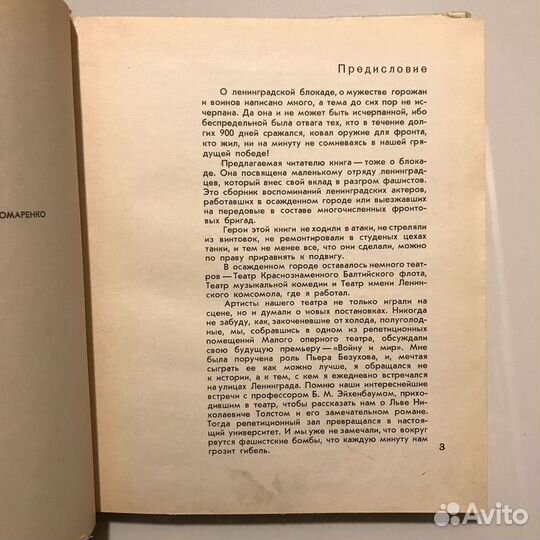 ОМАРЕНКО
Предисловие
О ленинградской блокаде, о мужестве горожан
и воинов написано много, а тема до сих пор не ис-
черпана. Да она и не может быть исчерпанной, ибо
беспредельной была отвага тех, кто в течение дол-
гих 900 дней сражался, ковал оружие для фронта,
кто жил, ни на минуту не сомневаясь в нашей гря-
дущей победе!
Предлагаемая читателю книга — тоже о блока-
де. Она посвящена маленькому отряду ленинград-
цев, который внес свой вклад в разгром фашистов.
Это сборник воспоминаний ленинградских актеров,
работавших в осажденном городе или выезжавших
на передовые в составе многочисленных фронто-
вых бригад.
Герои этой книги не ходили в атаки, не стреляли
из винтовок, не ремонтировали в студеных цехах
танки, и тем не менее все, что они сделали, можно
по праву приравнять к подвигу.
В осажденном городе оставалось немного теат-
ров — Театр Краснознаменного Балтийского флота,
Театр музыкальной комедии и Театр имени Ленин-
ского комсомола, где я работал.
Артисты нашего театра не только играли на
сцене, но и думали о новых постановках. Никогда
не забуду, как, закоченевшие от холода, полуголод-
ные, мы, собравшись в одном из репетиционных
помещений Малого оперного театра, обсуждали
свою будущую премьеру — «Войну и мир». Мне
была поручена роль Пьера Безухова, и, мечтая
сыграть ее как можно лучше, я обращался не
к истории, а к тем, с кем я ежедневно встречался
на улицах Ленинграда. Помню наши интереснейшие
встречи с профессором Б. М. Эйхенбаумом, прихо-
дившим в театр, чтобы рассказать нам о Льве Ни-
колаевиче Толстом и его замечательном романе.
Тогда репетиционный зал превращался в настоя-
щий университет. И мы уже не замечали, что вокруг
рвутся фашистские бомбы, что каждую минуту нам
грозит гибель.
3
Avito